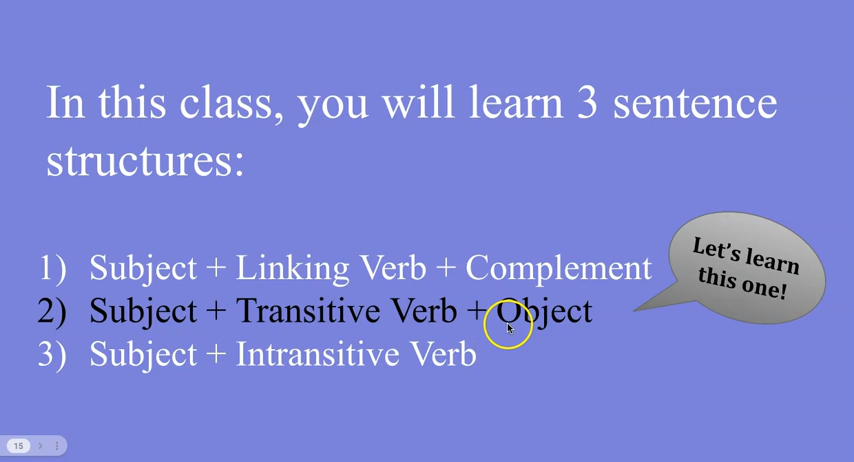 In this class, you will learn 3 sentence
structures:
1) Subject + Linking Verb + Complement
2) Subject + Transitive Verb + Object
3) Subject + Intransitive Verb
Let's learn
this one!
15